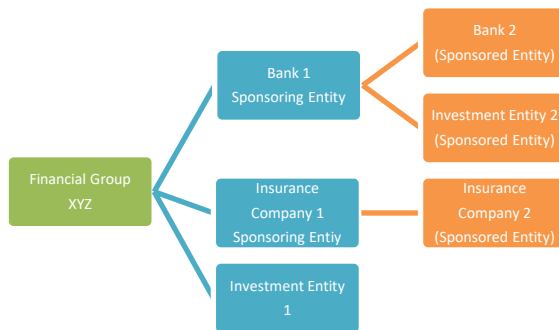 Financial Group
XYZ
Bank 1
Sponsoring Entity
Bank 2
(Sponsored Entity)
Investment Entity 2
(Sponsored Entity)
Insurance
Company 1
Sponsoring Entiy
Insurance
Company 2
(Sponsored Entity)
Investment Entity
1